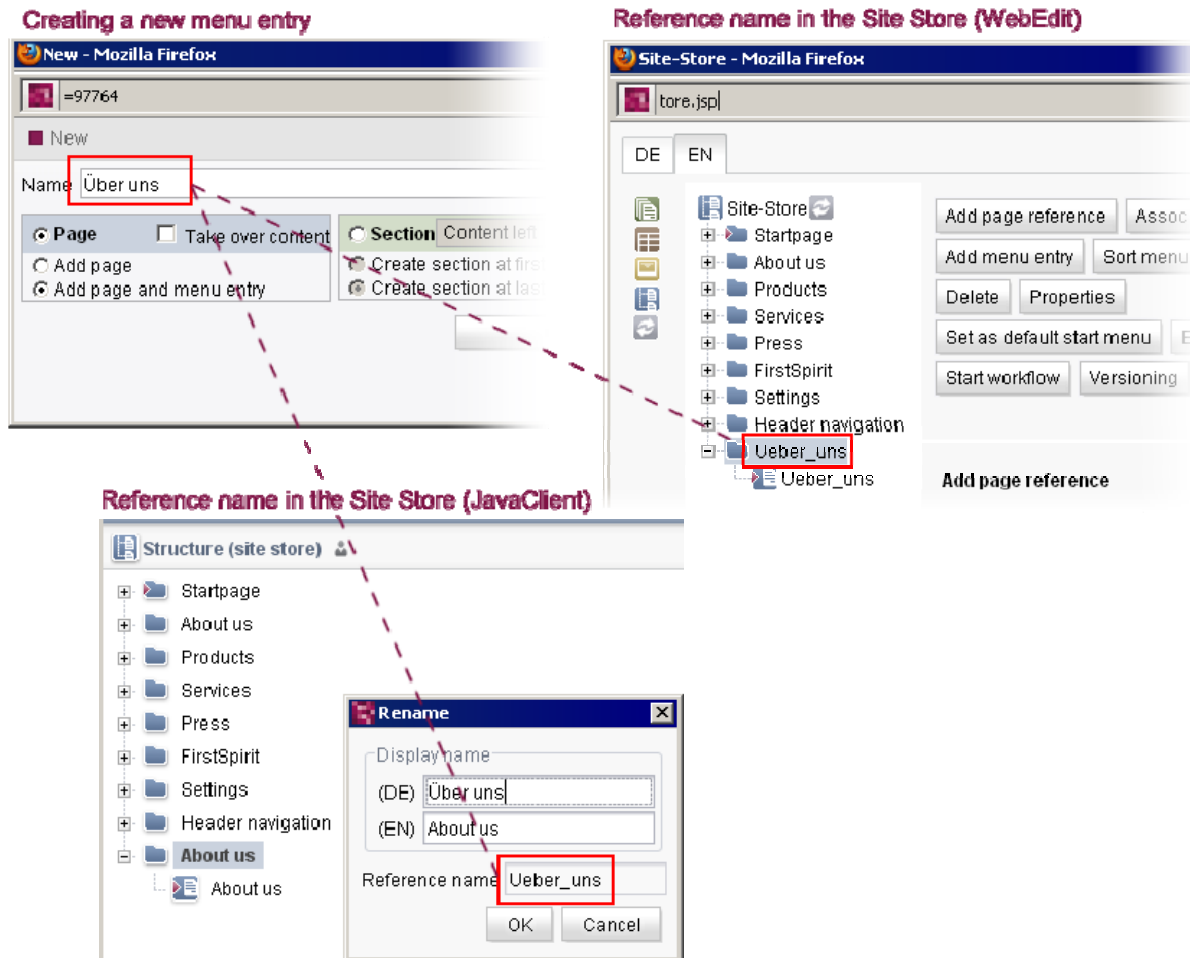 Creating a new menu entry
New - Mozilla Firefox
=97764
New
Name Über uns
Page Take over content
Add page
Add page and menu entry
Section Content left
Create section at first
Create section at las
Reference name in the Site Store (WebEdit)
Site-Store - Mozilla Firefox
tore.jsp
DE EN
Site-Store
Startpage
About us
Products
Services
Press
FirstSpirit
Settings
Header navigation
Ueber_uns
Ueber_uns
Add page reference Assoc
Add menu entry Sort menu
Delete Properties
Set as default start menu E
Start workflow Versioning
Add page reference
Reference name in the Site Store (JavaClient)
Structure (site store)
Startpage
About us
Products
Services
Press
FirstSpirit
Settings
Header navigation
About us
About us
Rename
Display name
(DE) Über uns
(EN) About us
Reference name Ueber_uns
OK Cancel